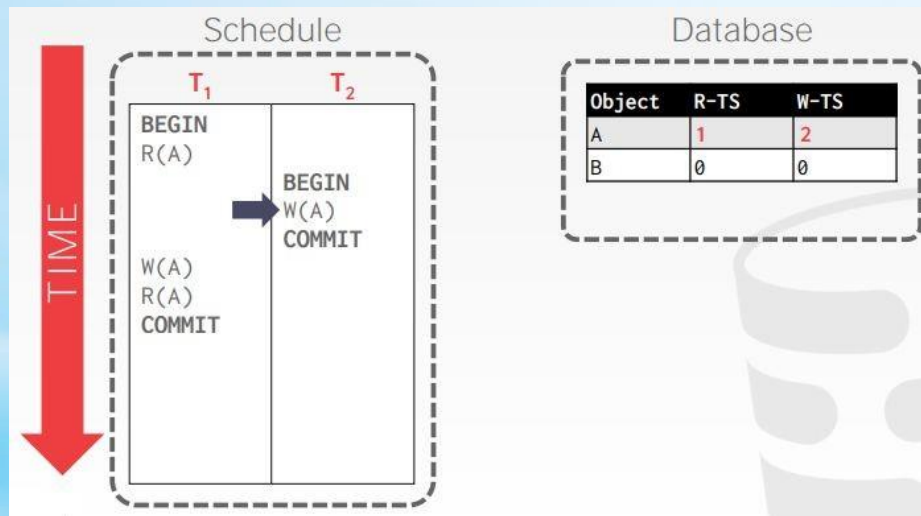 Schedule
Database
TIME
T1
T2
BEGIN
R(A)
BEGIN
W(A)
COMMIT
W(A)
R(A)
COMMIT
Object R-TS W-TS
A 1 2
B 0 0